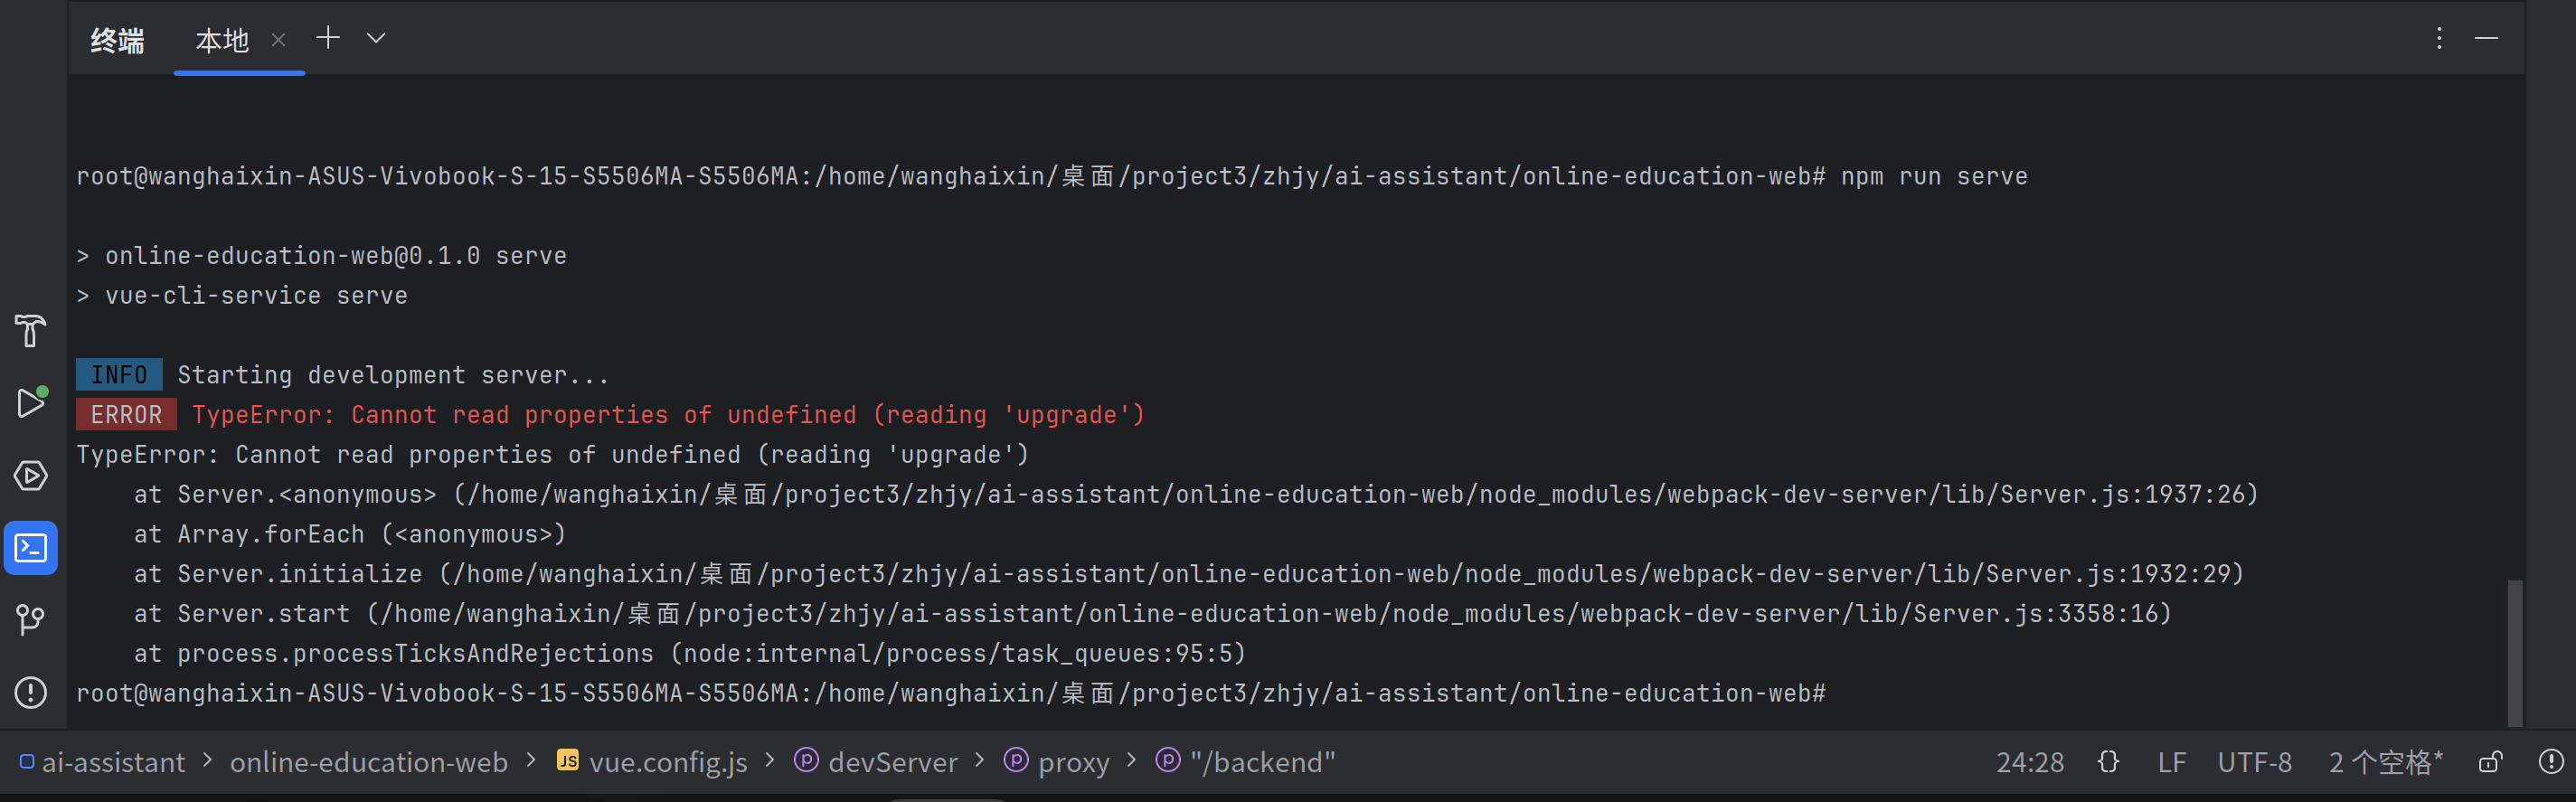 终端 本地
root@wanghaixin-ASUS-Vivobook-S-15-S5506MA-S5506MA:/home/wanghaixin/桌面/project3/zhjy/ai-assistant/online-education-web# npm run serve
> online-education-web@0.1.0 serve
> vue-cli-service serve
INFO Starting development server...
ERROR TypeError: Cannot read properties of undefined (reading 'upgrade')
TypeError: Cannot read properties of undefined (reading 'upgrade')
at Server.<anonymous> (/home/wanghaixin/桌面/project3/zhjy/ai-assistant/online-education-web/node_modules/webpack-dev-server/lib/Server.js:1937:26)
at Array.forEach (<anonymous>)
at Server.initialize (/home/wanghaixin/桌面/project3/zhjy/ai-assistant/online-education-web/node_modules/webpack-dev-server/lib/Server.js:1932:29)
at Server.start (/home/wanghaixin/桌面/project3/zhjy/ai-assistant/online-education-web/node_modules/webpack-dev-server/lib/Server.js:3358:16)
at process.processTicksAndRejections (node:internal/process/task_queues:95:5)
root@wanghaixin-ASUS-Vivobook-S-15-S5506MA-S5506MA:/home/wanghaixin/桌面/project3/zhjy/ai-assistant/online-education-web#
ai-assistant > online-education-web > JS vue.config.js > p devServer > p proxy > p "/backend" 24:28 {} LF UTF-8 2 个空格*